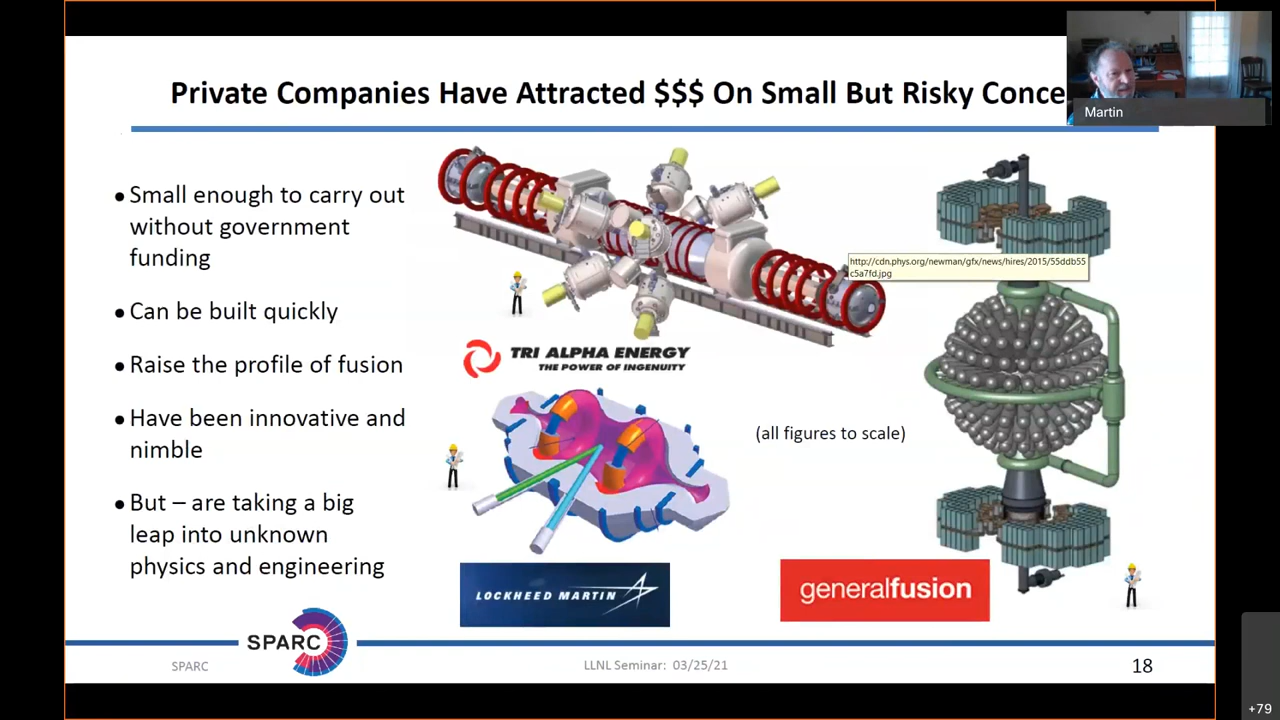 Private Companies Have Attracted $$$ On Small But Risky Conce
Martin
● Small enough to carry out
without government
funding
● Can be built quickly
● Raise the profile of fusion
● Have been innovative and
nimble
● But – are taking a big
leap into unknown
physics and engineering
http://cdn.phys.org/newman/gfx/news/hires/2015/55ddb55
c5a7fd.jpg
TRI ALPHA ENERGY
THE POWER OF INGENUITY
(all figures to scale)
LOCKHEED MARTIN
generalfusion
SPARC
SPARC
LLNL Seminar: 03/25/21
18
+79